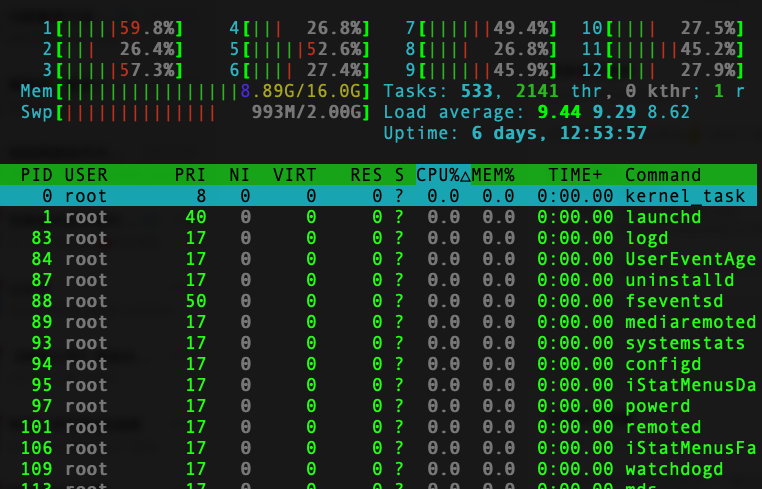 1[|||||59.8%] 4[||| 26.8%] 7[||||||49.4%] 10[|||| 27.5%]
2[||| 26.4%] 5[|||||52.6%] 8[|||| 26.8%] 11[||||||45.2%]
3[|||||57.3%] 6[|||| 27.4%] 9[|||||45.9%] 12[|||| 27.9%]
Mem[||||||||||||||||8.89G/16.0G] Tasks: 533, 2141 thr, 0 kthr; 1 r
Swp[|||||||||||||| 993M/2.00G] Load average: 9.44 9.29 8.62
Uptime: 6 days, 12:53:57
PID USER PRI NI VIRT RES S CPU%△MEM% TIME+ Command
0 root 8 0 0 0 ? 0.0 0.0 0:00.00 kernel_task
1 root 40 0 0 0 ? 0.0 0.0 0:00.00 launchd
83 root 17 0 0 0 ? 0.0 0.0 0:00.00 logd
84 root 17 0 0 0 ? 0.0 0.0 0:00.00 UserEventAge
87 root 17 0 0 0 ? 0.0 0.0 0:00.00 uninstalld
88 root 50 0 0 0 ? 0.0 0.0 0:00.00 fseventsd
89 root 17 0 0 0 ? 0.0 0.0 0:00.00 mediaremoted
93 root 17 0 0 0 ? 0.0 0.0 0:00.00 systemstats
94 root 17 0 0 0 ? 0.0 0.0 0:00.00 configd
95 root 17 0 0 0 ? 0.0 0.0 0:00.00 iStatMenusDa
97 root 17 0 0 0 ? 0.0 0.0 0:00.00 powerd
101 root 17 0 0 0 ? 0.0 0.0 0:00.00 remoted
106 root 17 0 0 0 ? 0.0 0.0 0:00.00 iStatMenusFa
109 root 17 0 0 0 ? 0.0 0.0 0:00.00 watchdogd
113 root 17 0 0 0 ? 0.0 0.0 0:00.00 mds